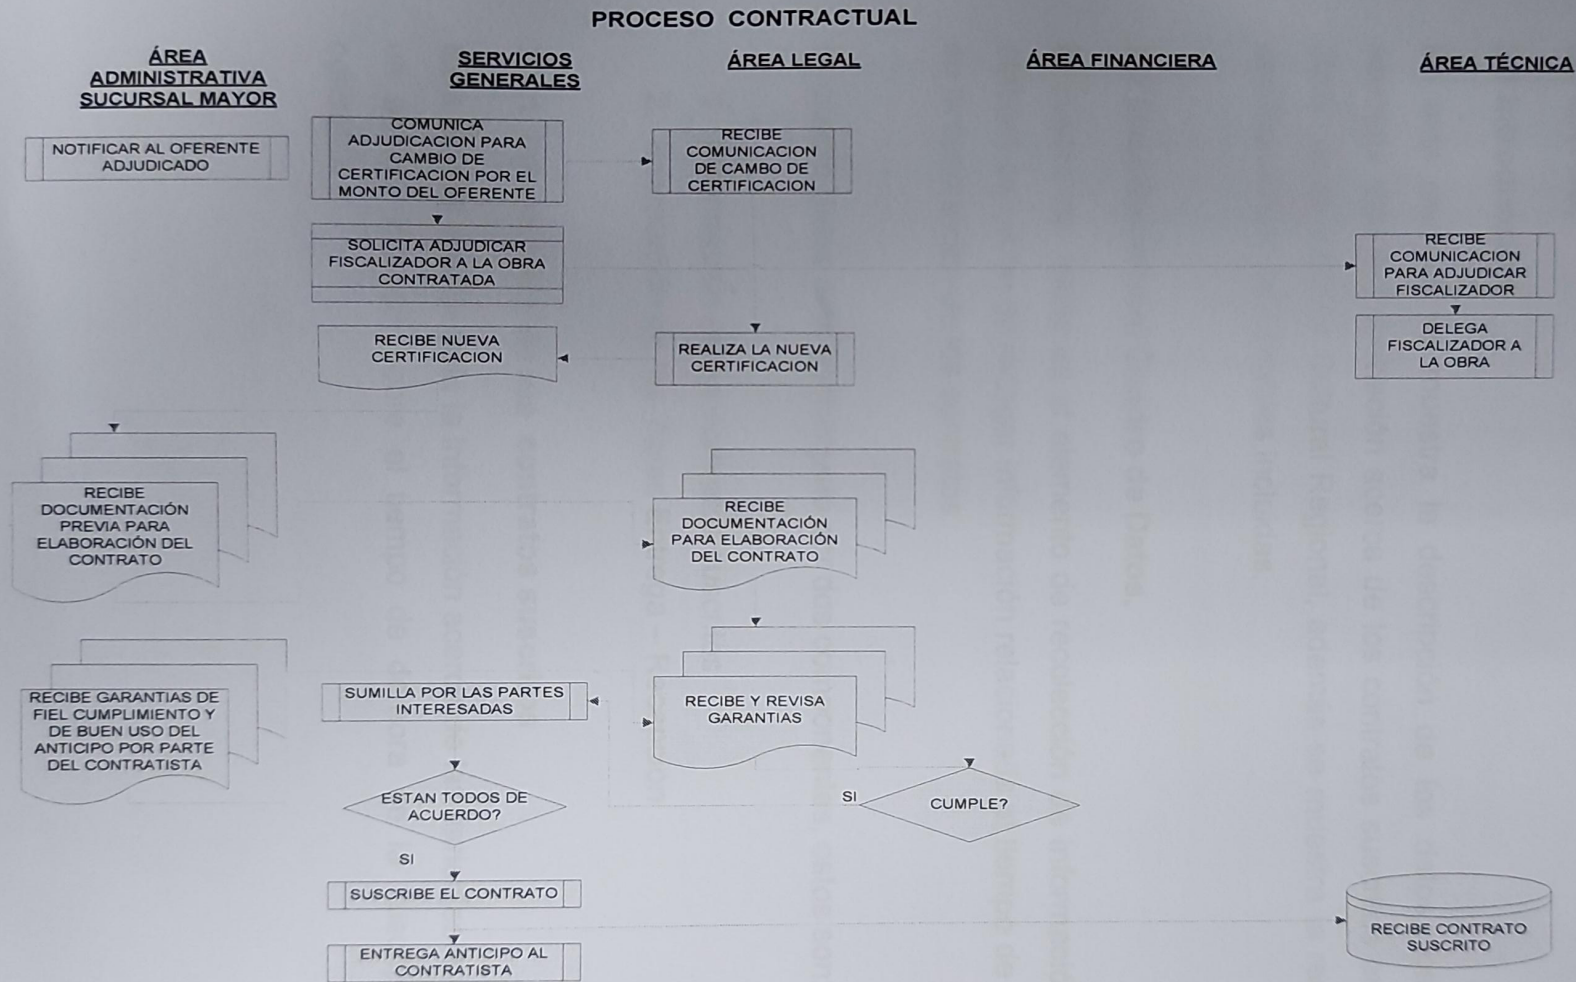 PROCESO CONTRACTUAL
ÁREA
ADMINISTRATIVA
SUCURSAL MAYOR
SERVICIOS
GENERALES
ÁREA LEGAL
ÁREA FINANCIERA
ÁREA TÉCNICA
NOTIFICAR AL OFERENTE
ADJUDICADO
COMUNICA
ADJUDICACION PARA
CAMBIO DE
CERTIFICACION POR EL
MONTO DEL OFERENTE
RECIBE
COMUNICACION
DE CAMBO DE
CERTIFICACION
SOLICITA ADJUDICAR
FISCALIZADOR A LA OBRA
CONTRATADA
RECIBE
COMUNICACION
PARA ADJUDICAR
FISCALIZADOR
RECIBE NUEVA
CERTIFICACION
REALIZA LA NUEVA
CERTIFICACION
DELEGA
FISCALIZADOR A
LA OBRA
RECIBE
DOCUMENTACIÓN
PREVIA PARA
ELABORACIÓN DEL
CONTRATO
RECIBE
DOCUMENTACIÓN
PARA ELABORACIÓN
DEL CONTRATO
RECIBE GARANTIAS DE
FIEL CUMPLIMIENTO Y
DE BUEN USO DEL
ANTICIPO POR PARTE
DEL CONTRATISTA
SUMILLA POR LAS PARTES
INTERESADAS
RECIBE Y REVISA
GARANTIAS
ESTAN TODOS DE
ACUERDO?
SI
CUMPLE?
SI
SUSCRIBE EL CONTRATO
RECIBE CONTRATO
SUSCRITO
ENTREGA ANTICIPO AL
CONTRATISTA